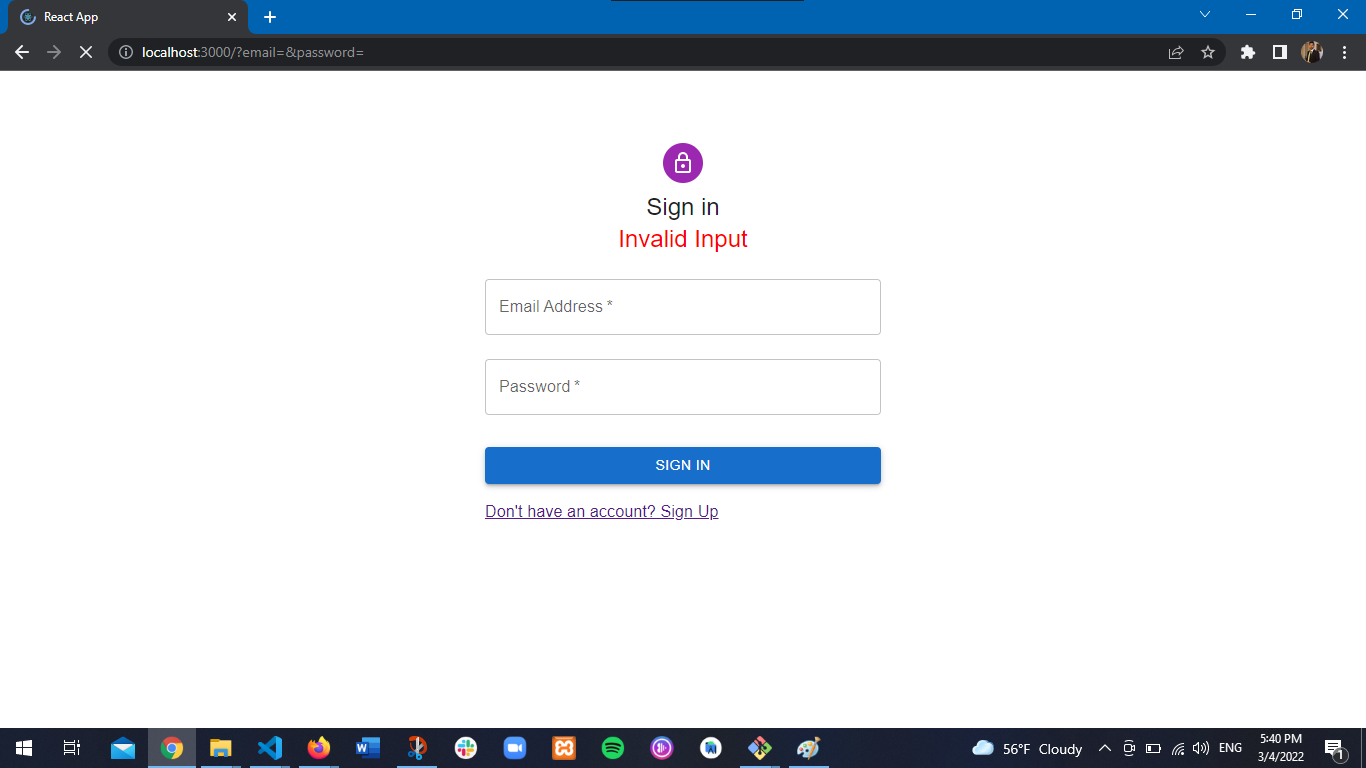 React App
localhost:3000/?email=&password=
Sign in
Invalid Input
Email Address *
Password *
SIGN IN
Don't have an account? Sign Up
56°F Cloudy
ENG
5:40 PM
3/4/2022
1